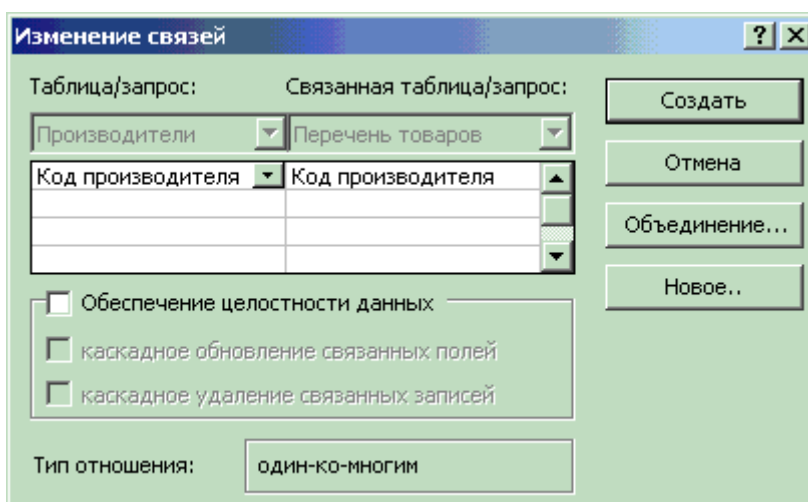 Изменение связей
Таблица/запрос: Связанная таблица/запрос:
Создать
Производители Перечень товаров
Отмена
Код производителя Код производителя
Объединение...
Новое..
Обеспечение целостности данных
каскадное обновление связанных полей
каскадное удаление связанных записей
Тип отношения: один-ко-многим